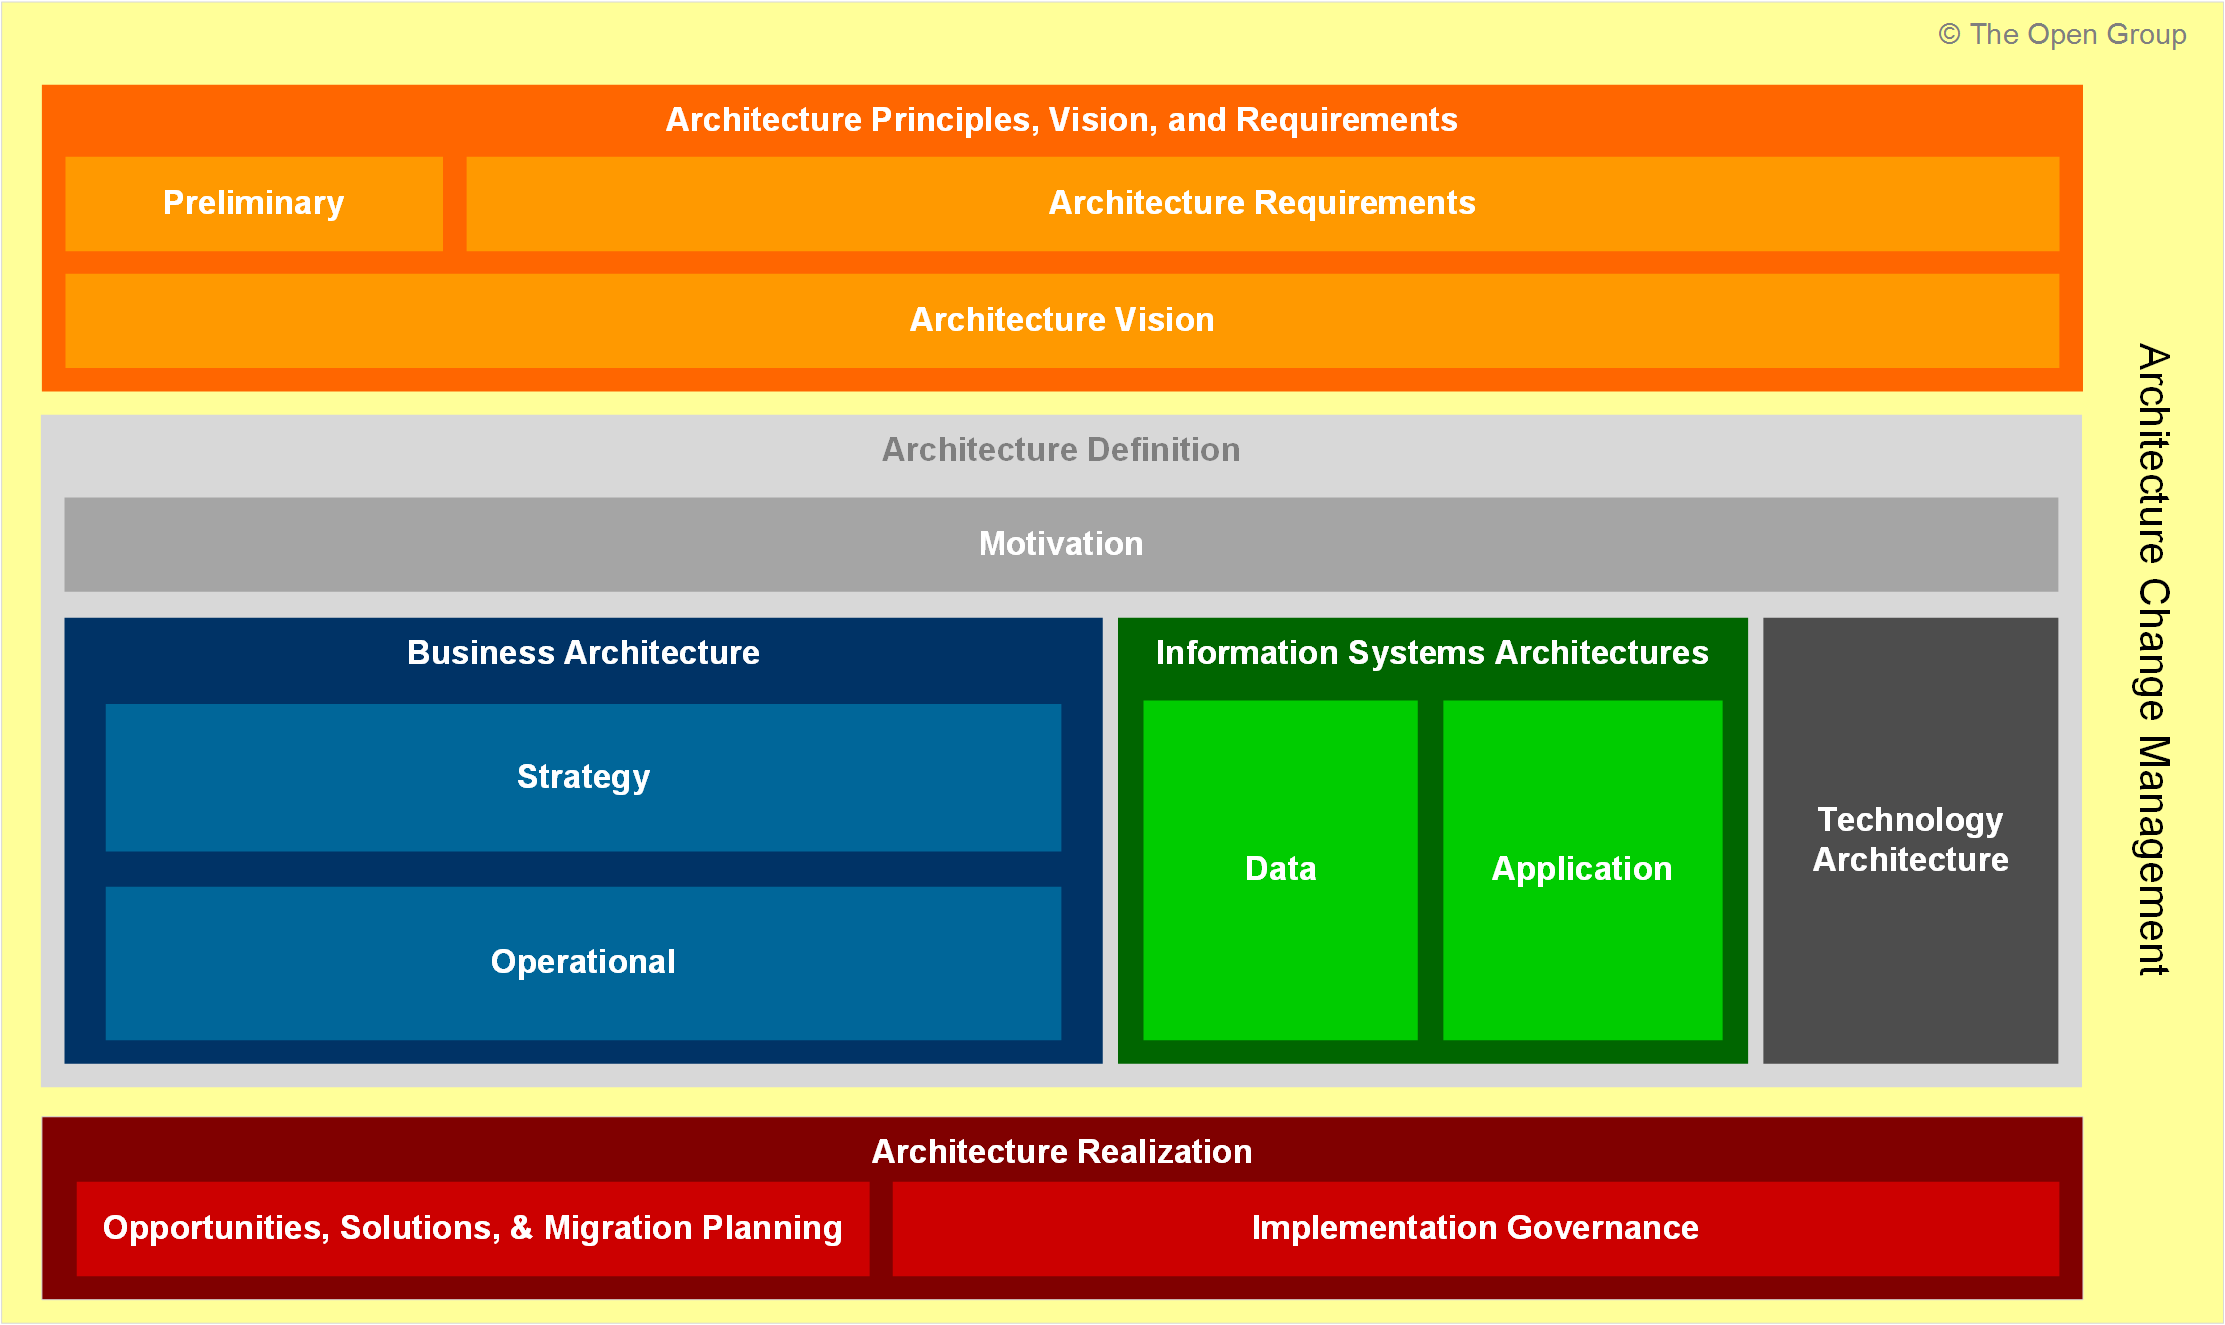 © The Open Group
Architecture Principles, Vision, and Requirements
Preliminary
Architecture Requirements
Architecture Vision
Architecture Definition
Motivation
Business Architecture
Strategy
Operational
Information Systems Architectures
Data
Application
Technology
Architecture
Architecture Realization
Opportunities, Solutions, & Migration Planning
Implementation Governance
Architecture Change Management